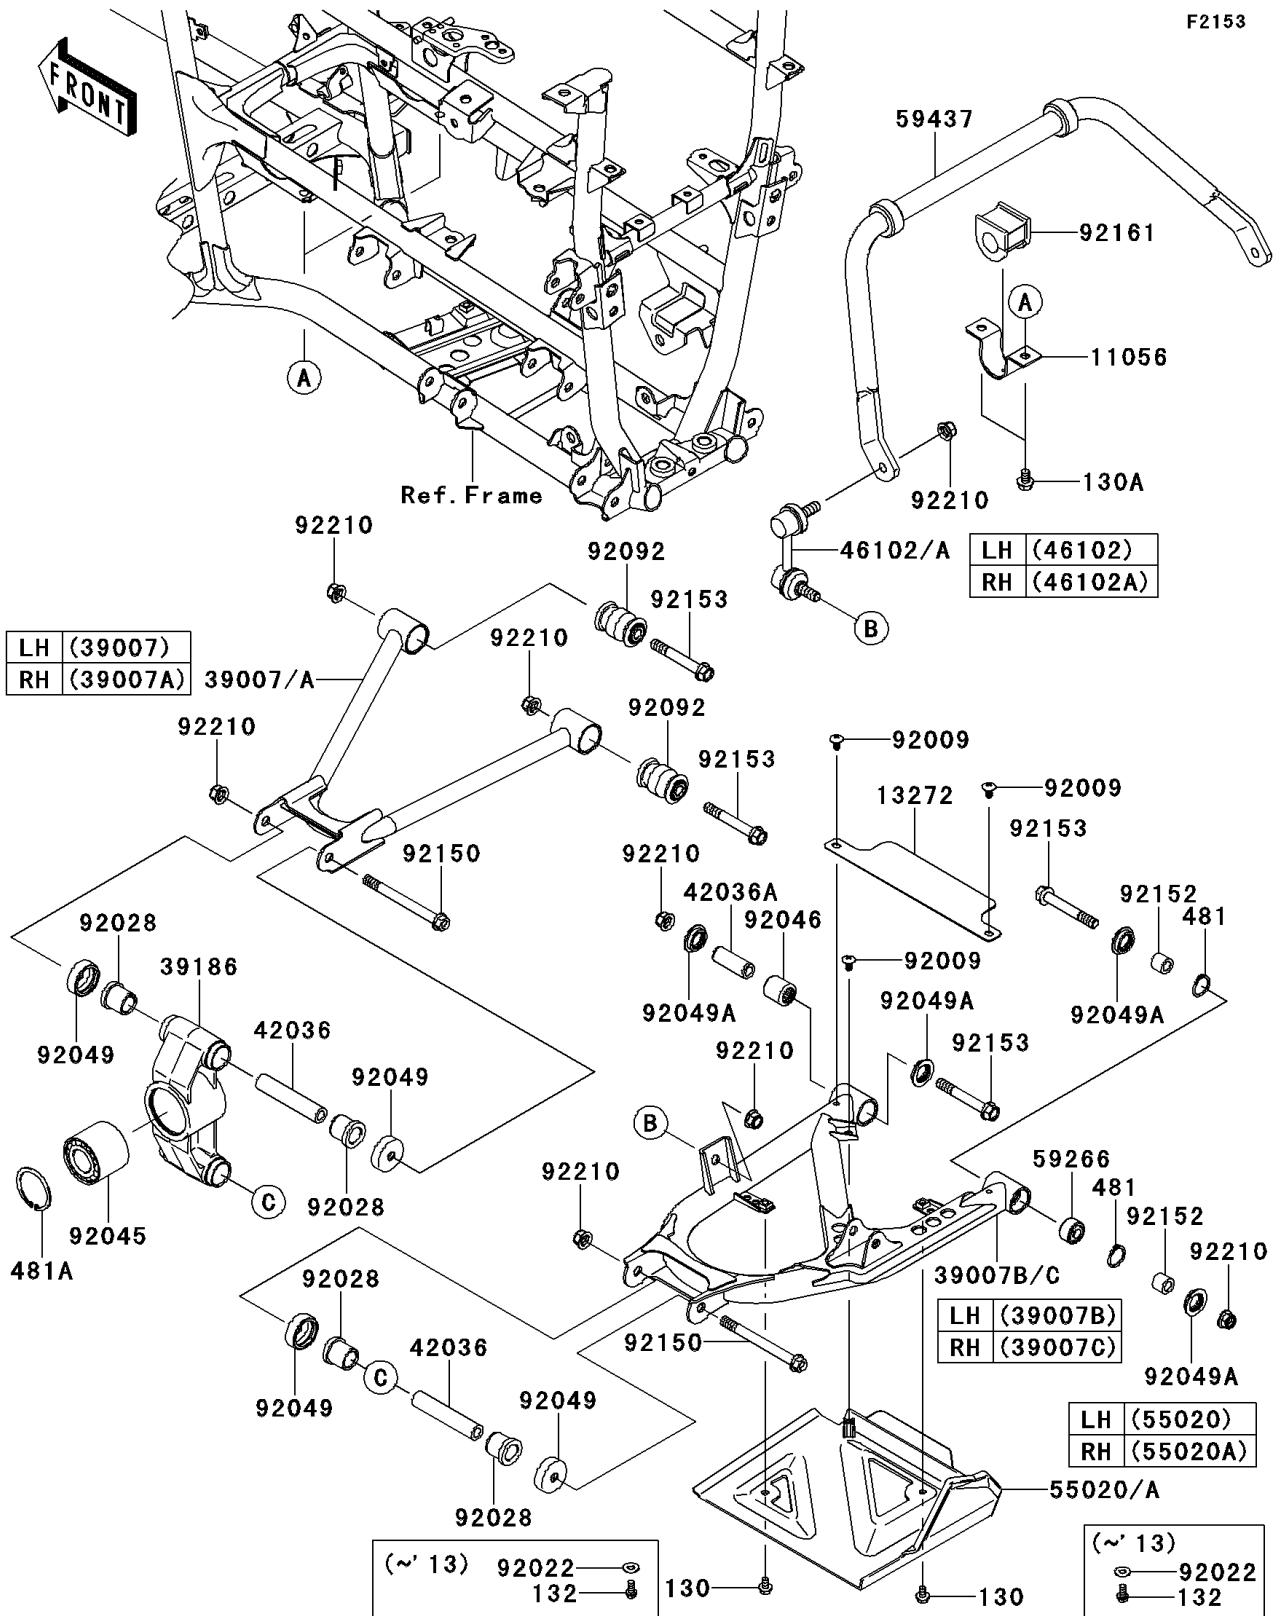 F2153
FRONT
59437
92161
A
11056
A
Ref.Frame
92210
130A
92210
92092
46102/A
LH (46102)
RH (46102A)
92153
B
92210
LH (39007)
RH (39007A)
39007/A
92092
92210
92009
92153
13272
92009
92153
92150
92210
42036A
92152
481
92028
92046
39186
92009
92049A
92049A
92049A
42036
92049
92210
92153
92049
B
59266
92210
481
92152
C
92028
92045
92210
481A
39007B/C
92028
LH (39007B)
RH (39007C)
42036
92150
C
92049A
92049
92049
LH (55020)
RH (55020A)
55020/A
92028
(~'13) 92022
132
130
130
(~'13)
92022
132